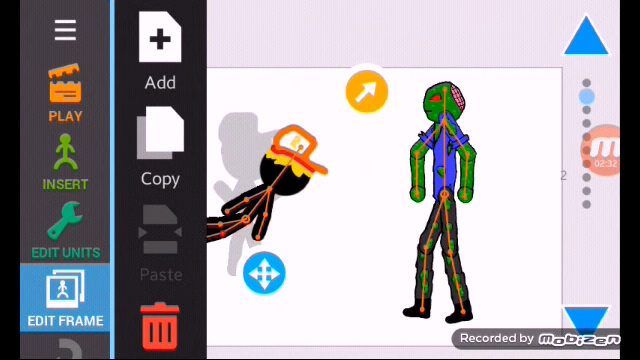 PLAY
INSERT
EDIT UNITS
EDIT FRAME
Add
Copy
Paste
2
02:32
Recorded by mobizen